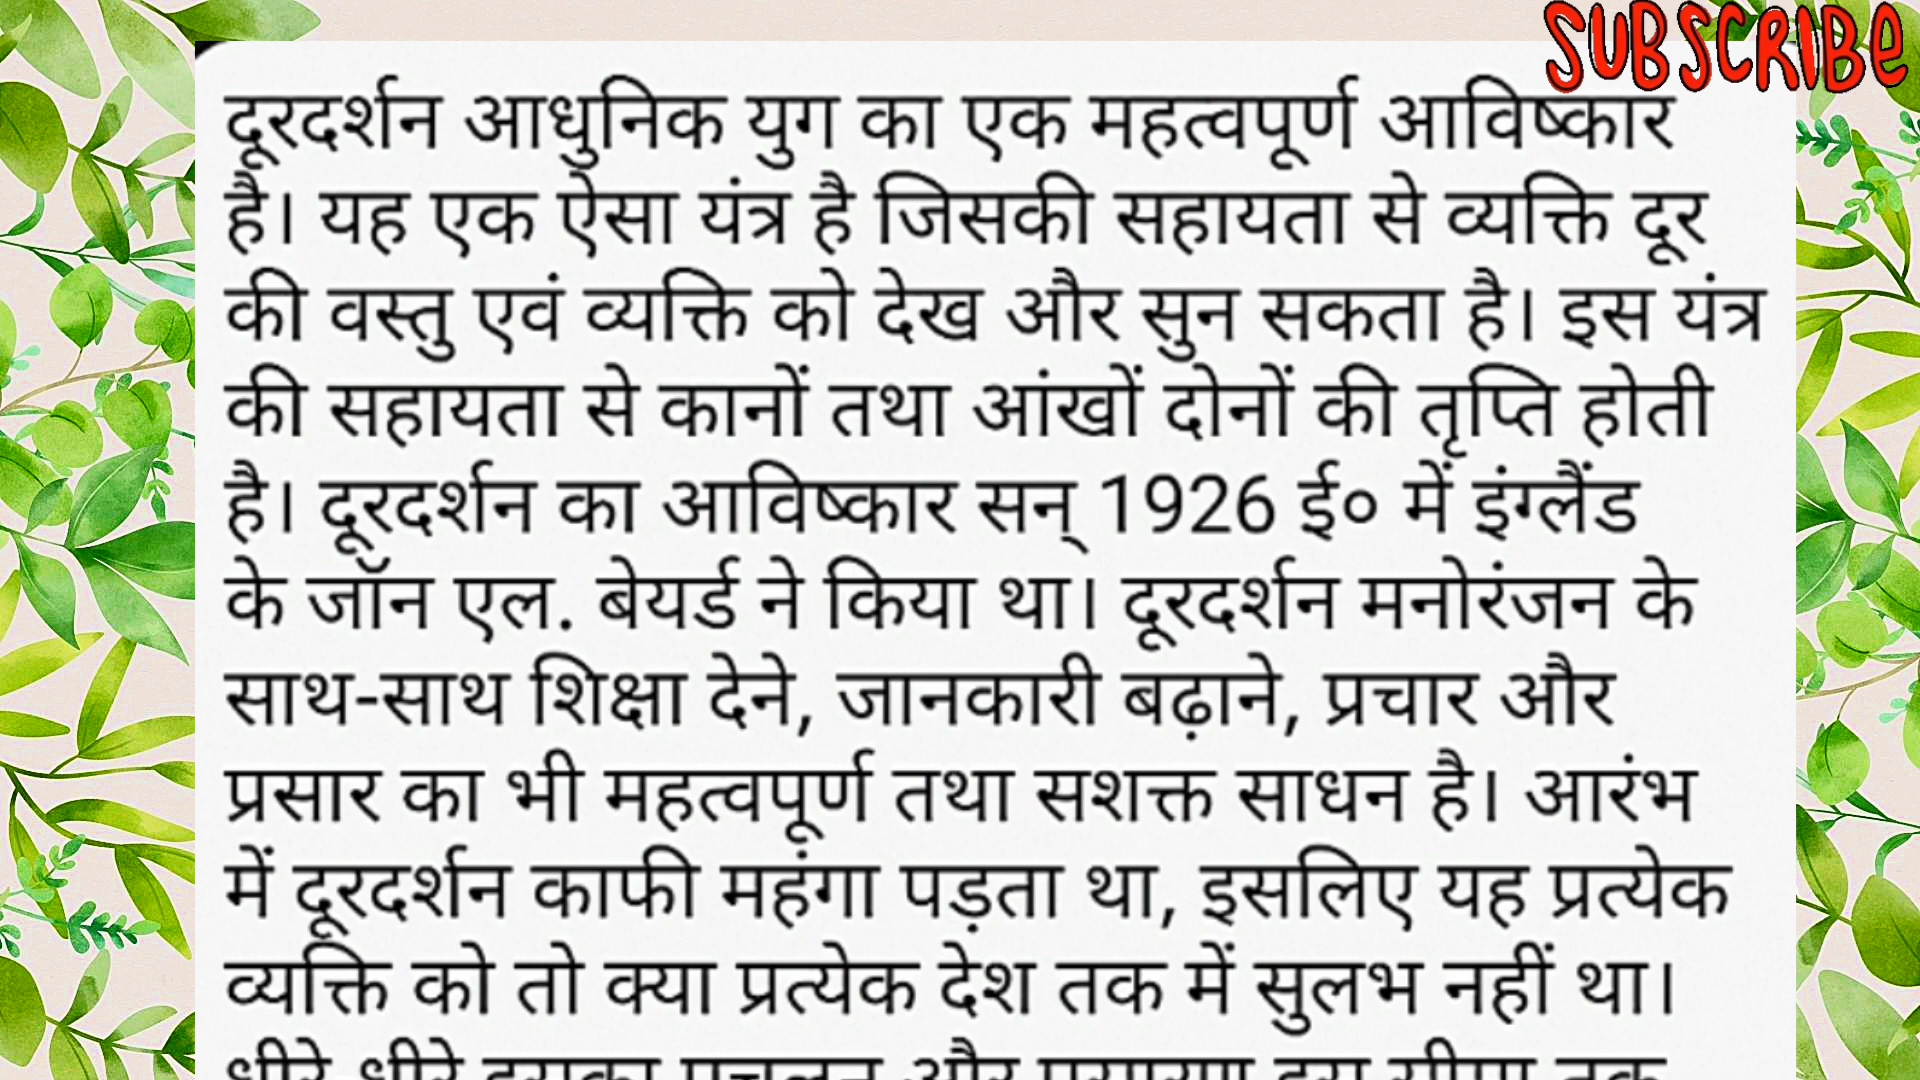 SUBSCRIBE
दूरदर्शन आधुनिक युग का एक महत्वपूर्ण आविष्कार
है। यह एक ऐसा यंत्र है जिसकी सहायता से व्यक्ति दूर
की वस्तु एवं व्यक्ति को देख और सुन सकता है। इस यंत्र
की सहायता से कानों तथा आंखों दोनों की तृप्ति होती
है। दूरदर्शन का आविष्कार सन् 1926 ई० में इंग्लैंड
के जॉन एल. बेयर्ड ने किया था। दूरदर्शन मनोरंजन के
साथ-साथ शिक्षा देने, जानकारी बढ़ाने, प्रचार और
प्रसार का भी महत्वपूर्ण तथा सशक्त साधन है। आरंभ
में दूरदर्शन काफी महंगा पड़ता था, इसलिए यह प्रत्येक
व्यक्ति को तो क्या प्रत्येक देश तक में सुलभ नहीं था।